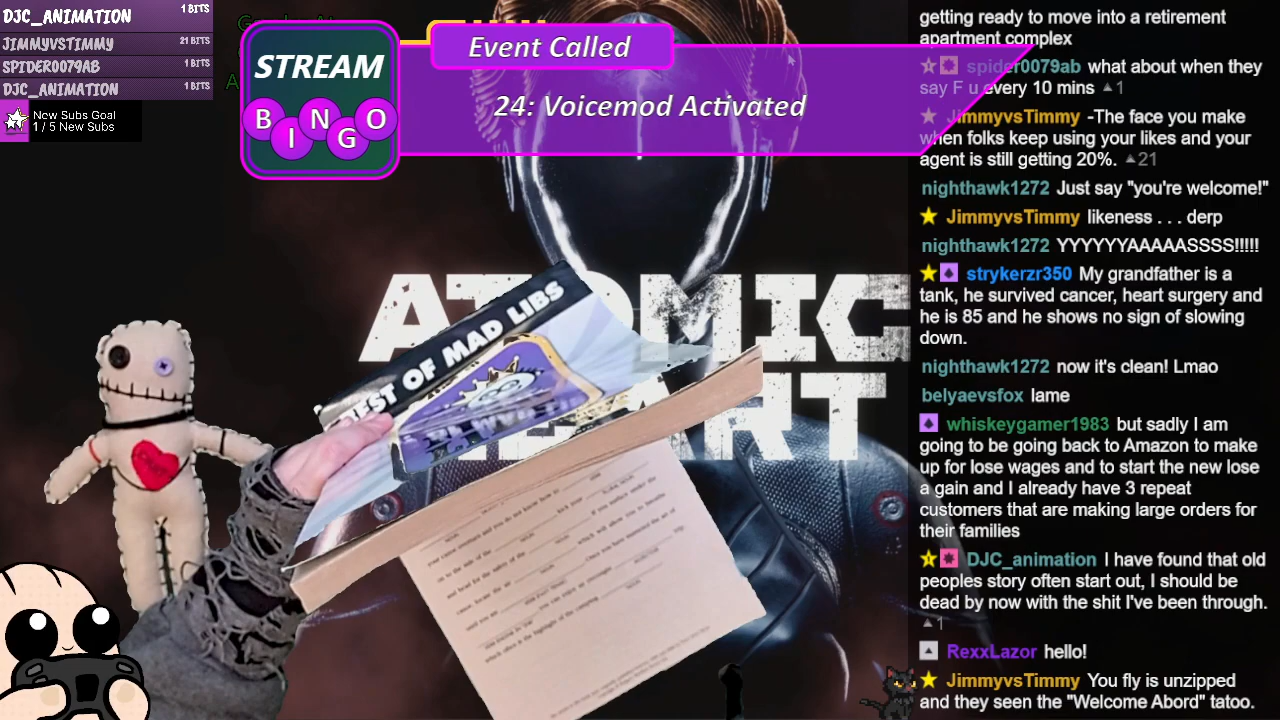 DJC_ANIMATION 1 BITS
JIMMYVSTIMMY 21 BITS
SPIDER0079AB 1 BITS
DJC_ANIMATION 1 BITS
New Subs Goal
1 / 5 New Subs
STREAM
BINGO
Event Called
24: Voicemod Activated
ATOMIC
HEART
BEST OF MAD LIBS
getting ready to move into a retirement
apartment complex
spider0079ab what about when they
say F u every 10 mins 1
JimmyvsTimmy -The face you make
when folks keep using your likes and your
agent is still getting 20%. 21
nighthawk1272 Just say "you're welcome!"
JimmyvsTimmy likeness . . . derp
nighthawk1272 YYYYYYAAAAASSSS!!!!!
strykerzr350 My grandfather is a
tank, he survived cancer, heart surgery and
he is 85 and he shows no sign of slowing
down.
nighthawk1272 now it's clean! Lmao
belyaevsfox lame
whiskeygamer1983 but sadly I am
going to be going back to Amazon to make
up for lose wages and to start the new lose
a gain and I already have 3 repeat
customers that are making large orders for
their families
DJC_animation I have found that old
peoples story often start out, I should be
dead by now with the shit I've been through.
1
RexxLazor hello!
JimmyvsTimmy You fly is unzipped
and they seen the "Welcome Abord" tatoo.